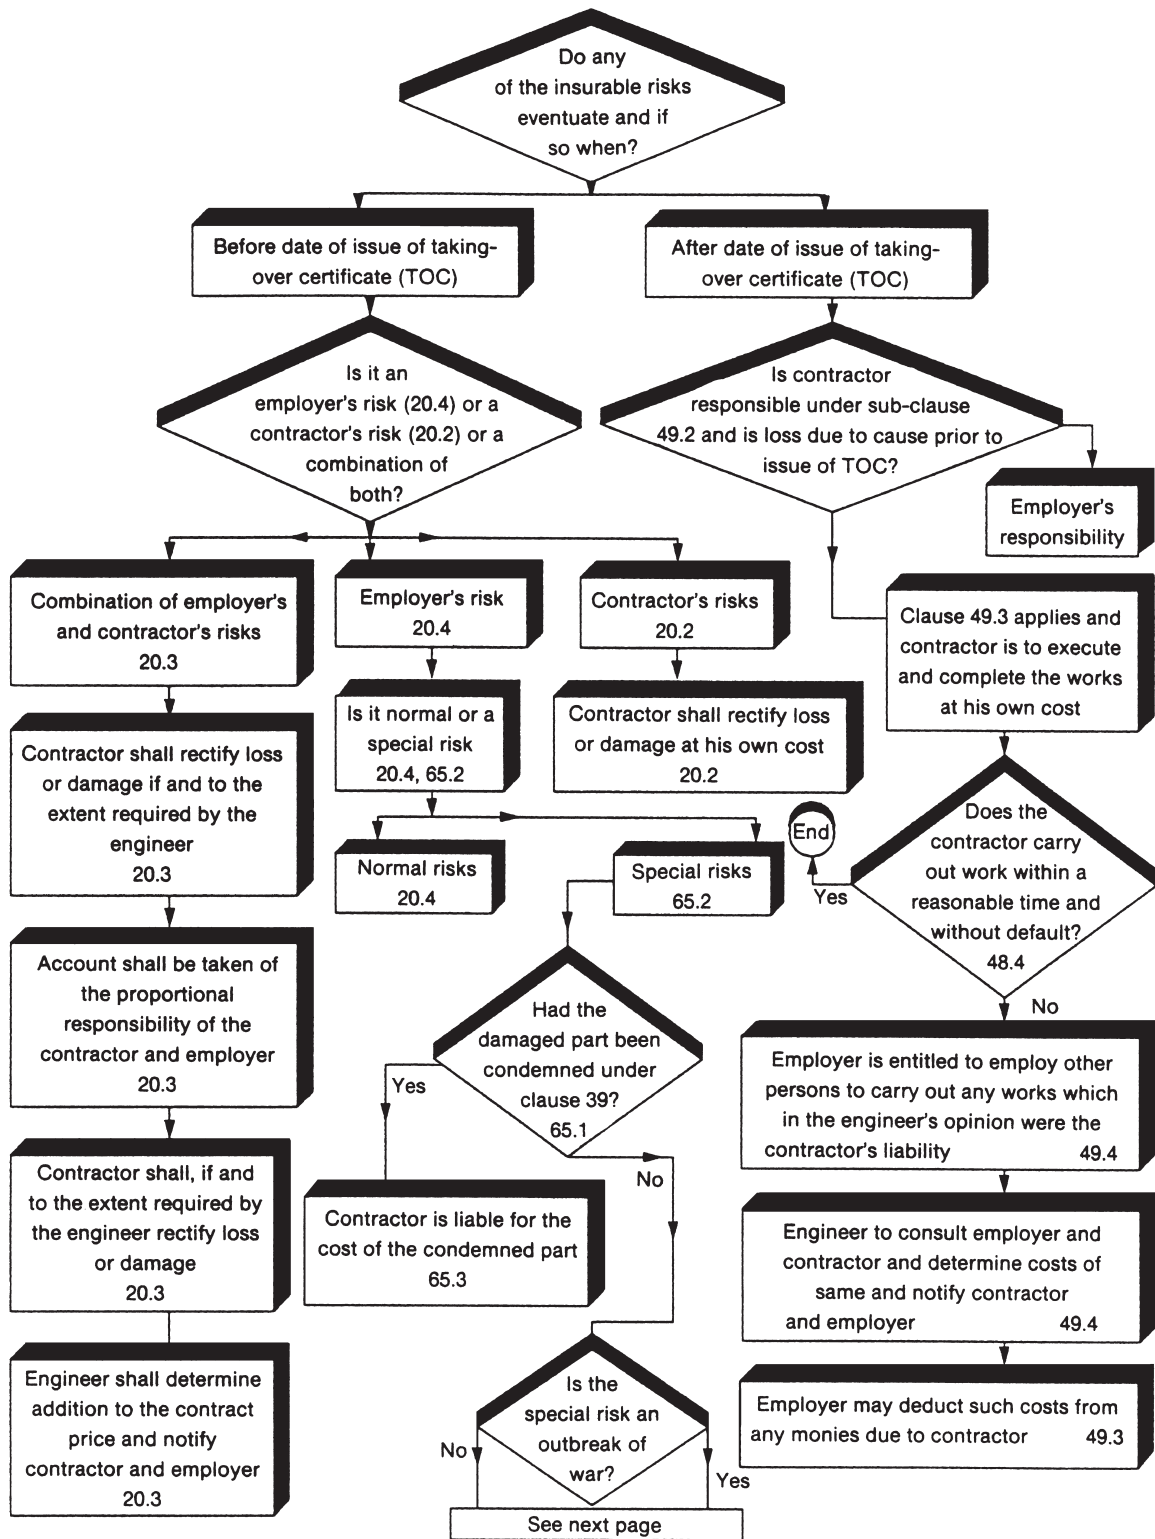 Do any
of the insurable risks
eventuate and if
so when?
Before date of issue of taking-
over certificate (TOC)
After date of issue of taking-
over certificate (TOC)
Is it an
employer's risk (20.4) or a
contractor's risk (20.2) or a
combination of
both?
Is contractor
responsible under sub-clause
49.2 and is loss due to cause prior to
issue of TOC?
Employer's
responsibility
Combination of employer's
and contractor's risks
20.3
Employer's risk
20.4
Contractor's risks
20.2
Clause 49.3 applies and
contractor is to execute
and complete the works
at his own cost
Contractor shall rectify loss
or damage if and to the
extent required by the
engineer
20.3
Is it normal or a
special risk
20.4, 65.2
Contractor shall rectify loss
or damage at his own cost
20.2
End
Yes
Does the
contractor carry
out work within a
reasonable time and
without default?
48.4
No
Normal risks
20.4
Special risks
65.2
Account shall be taken of
the proportional
responsibility of the
contractor and employer
20.3
Had the
damaged part been
condemned under
clause 39?
65.1
Yes
No
Employer is entitled to employ other
persons to carry out any works which
in the engineer's opinion were the
contractor's liability 49.4
Contractor shall, if and
to the extent required by
the engineer rectify loss
or damage
20.3
Contractor is liable for the
cost of the condemned part
65.3
Engineer to consult employer and
contractor and determine costs of
same and notify contractor
and employer 49.4
Engineer shall determine
addition to the contract
price and notify
contractor and employer
20.3
Is the
special risk an
outbreak of
war?
No
Yes
Employer may deduct such costs from
any monies due to contractor 49.3
See next page